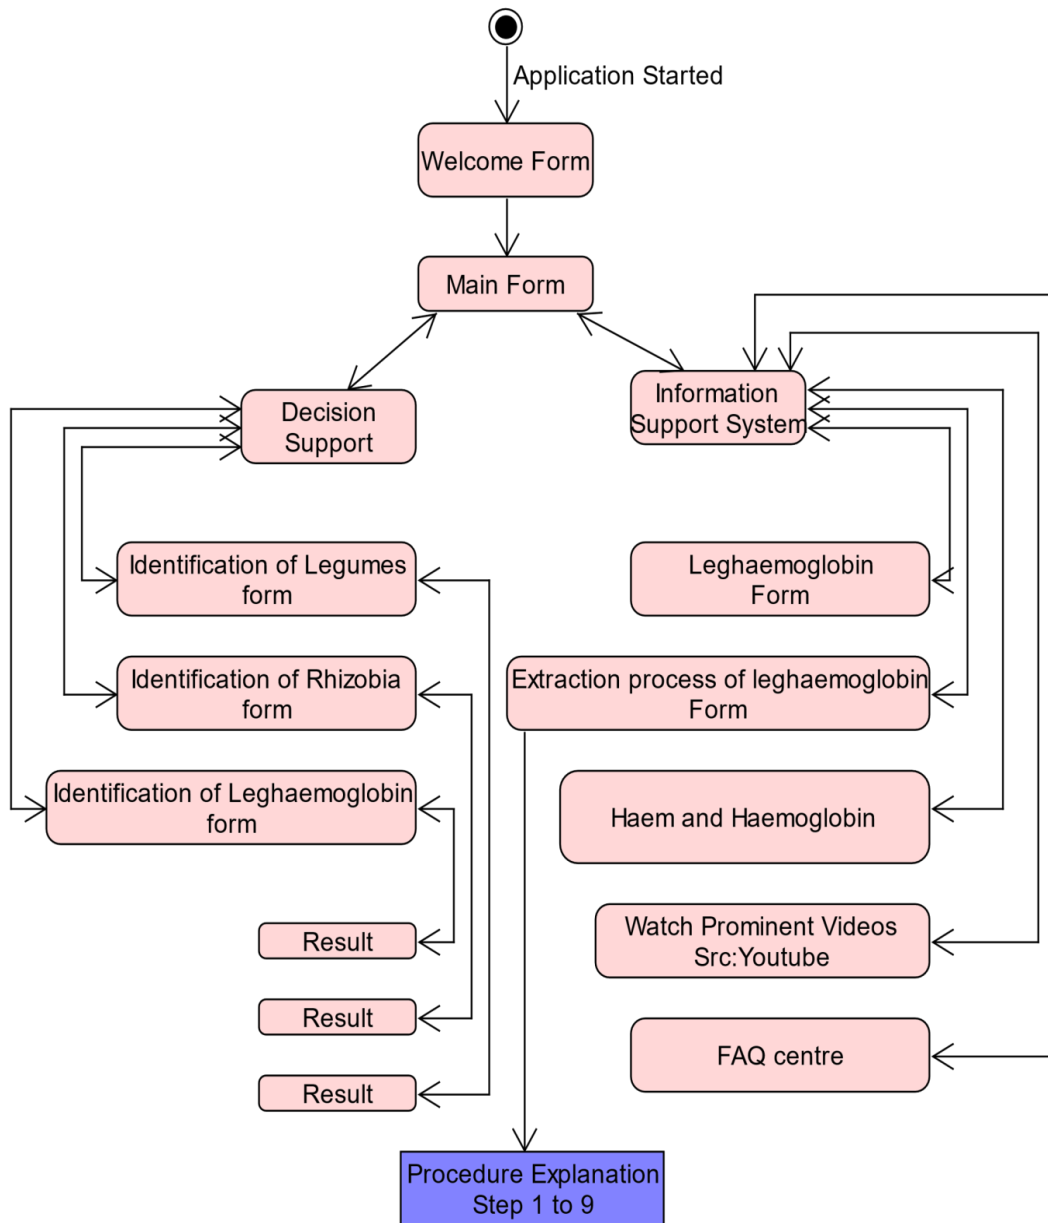 Application Started
Welcome Form
Main Form
Decision
Support
Information
Support System
Identification of Legumes
form
Leghaemoglobin
Form
Identification of Rhizobia
form
Extraction process of leghaemoglobin
Form
Identification of Leghaemoglobin
form
Haem and Haemoglobin
Result
Watch Prominent Videos
Src:Youtube
Result
FAQ centre
Result
Procedure Explanation
Step 1 to 9